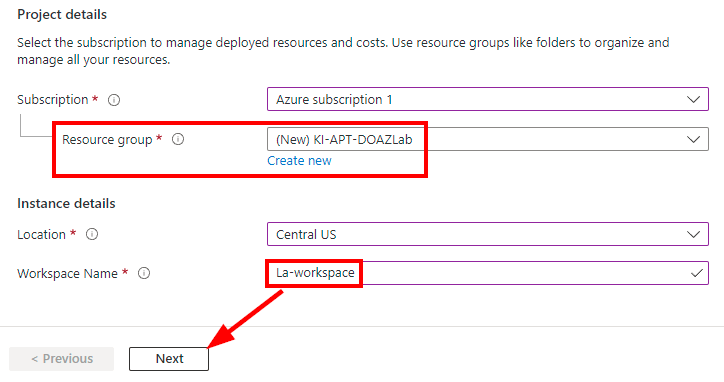 Project details
Select the subscription to manage deployed resources and costs. Use resource groups like folders to organize and
manage all your resources.
Subscription * Azure subscription 1
Resource group * (New) KI-APT-DOAZLab
Create new
Instance details
Location * Central US
Workspace Name * La-workspace
< Previous Next